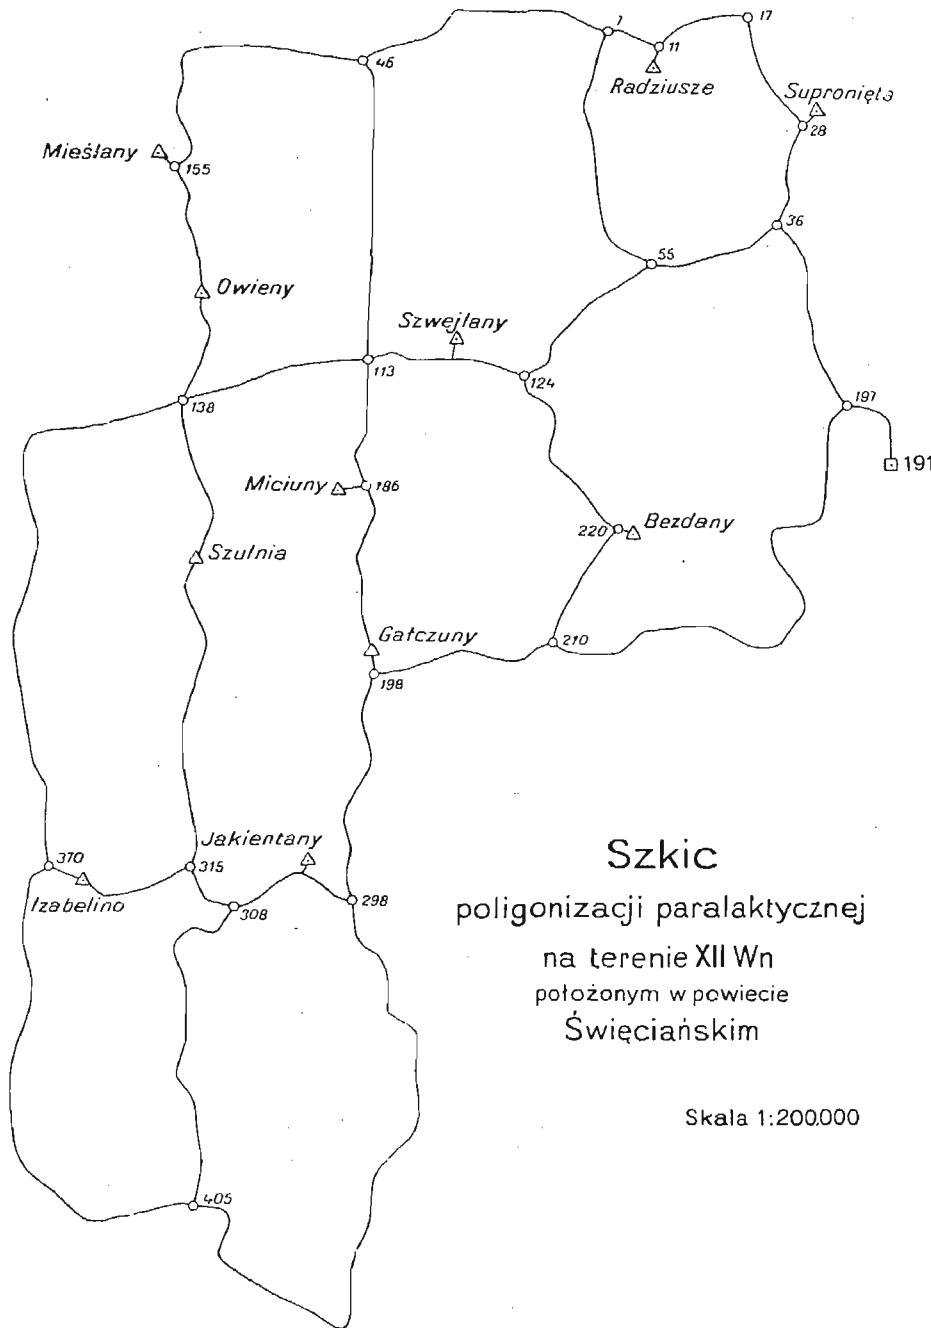 1
17
46
11
Radziusze
Supronięta
28
Mieślany
155
36
55
Owieny
Szwejlany
113
124
138
197
191
Miciuny
186
220
Bezdany
Szulnia
Gałczuny
210
198
Jakientany
370
315
Izabelino
308
298
Szkic
poligonizacji paralaktycznej
na terenie XII Wn
położonym w powiecie
Święciańskim
Skala 1:200.000
405